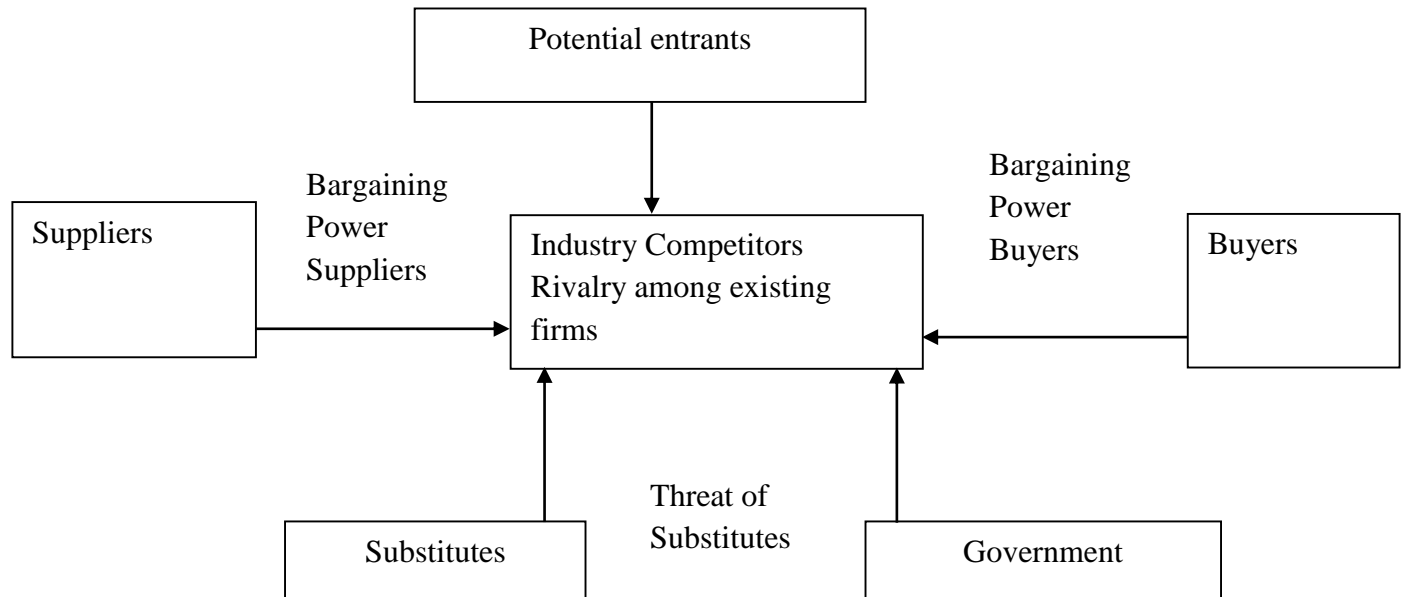 Potential entrants
Suppliers
Bargaining
Power
Suppliers
Industry Competitors
Rivalry among existing
firms
Bargaining
Power
Buyers
Buyers
Substitutes
Threat of
Substitutes
Government